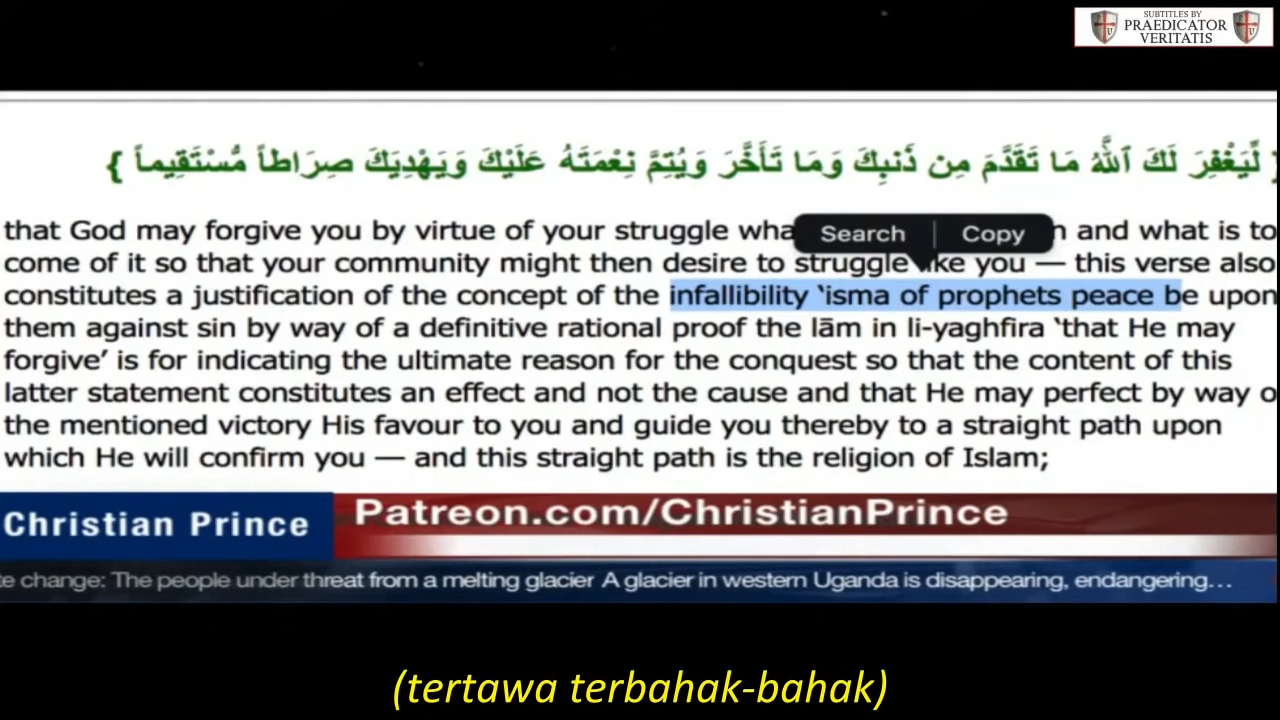 SUBTITLES BY
PRAEDICATOR
VERITATIS
لِّيَغْفِرَ لَكَ ٱللَّهُ مَا تَقَدَّمَ مِن ذَنبِكَ وَمَا تَأَخَّرَ وَيُتِمَّ نِعْمَتَهُ عَلَيْكَ وَيَهْدِيَكَ صِرَاطاً مُّسْتَقِيماً }
that God may forgive you by virtue of your struggle and what is to
Search | Copy
come of it so that your community might then desire to struggle like you — this verse also
constitutes a justification of the concept of the infallibility ‘isma of prophets peace be upon
them against sin by way of a definitive rational proof the lām in li-yaghfira ‘that He may
forgive’ is for indicating the ultimate reason for the conquest so that the content of this
latter statement constitutes an effect and not the cause and that He may perfect by way o
the mentioned victory His favour to you and guide you thereby to a straight path upon
which He will confirm you — and this straight path is the religion of Islam;
Christian Prince
Patreon.com/ChristianPrince
te change: The people under threat from a melting glacier A glacier in western Uganda is disappearing, endangering...
(tertawa terbahak-bahak)